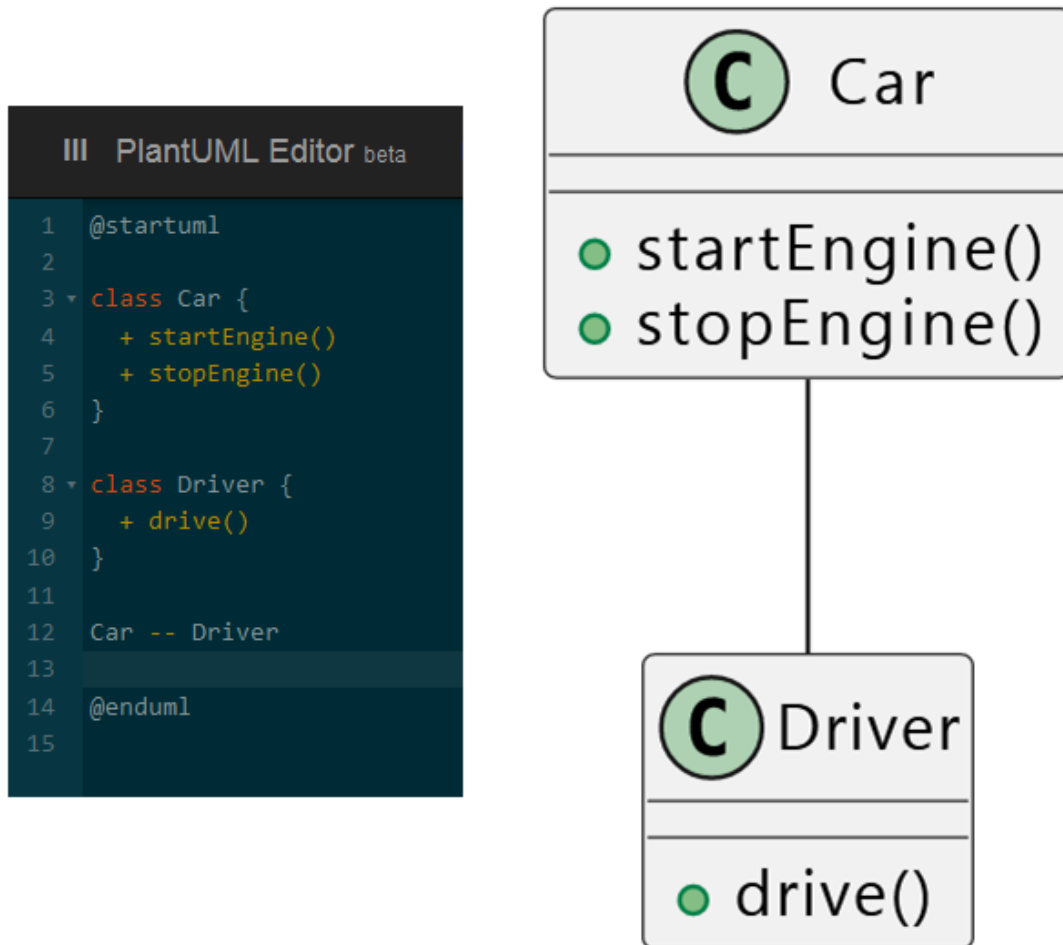 PlantUML Editor beta
1 @startuml
2
3 class Car {
4 + startEngine()
5 + stopEngine()
6 }
7
8 class Driver {
9 + drive()
10 }
11
12 Car -- Driver
13
14 @enduml
15
C Car
startEngine()
stopEngine()
C Driver
drive()